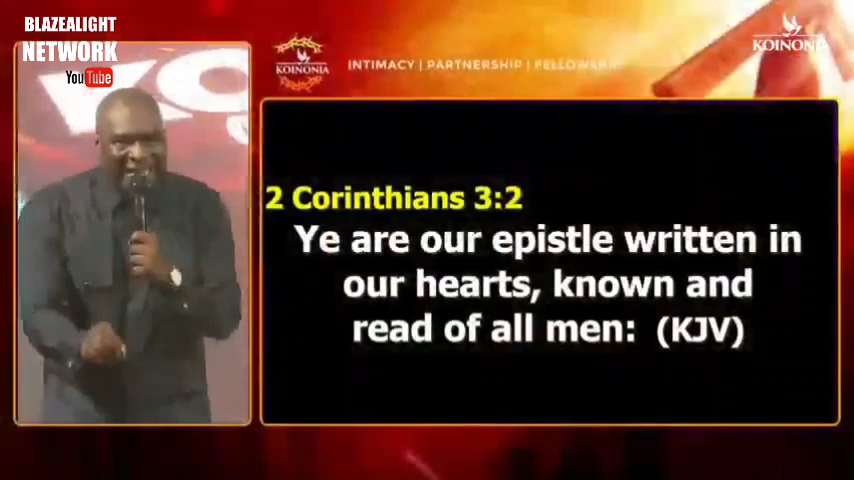 BLAZEALIGHT
NETWORK
YouTube
KOINONIA
INTIMACY | PARTNERSHIP | FELLOWSHIP
KOINONIA
2 Corinthians 3:2
Ye are our epistle written in
our hearts, known and
read of all men: (KJV)